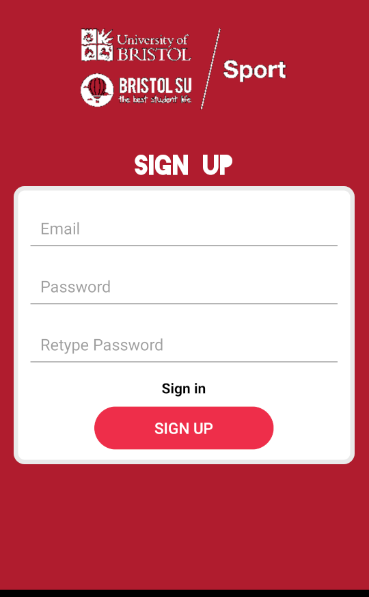 University of
BRISTOL
BRISTOL SU
the best student life
Sport
SIGN UP
Email
Password
Retype Password
Sign in
SIGN UP